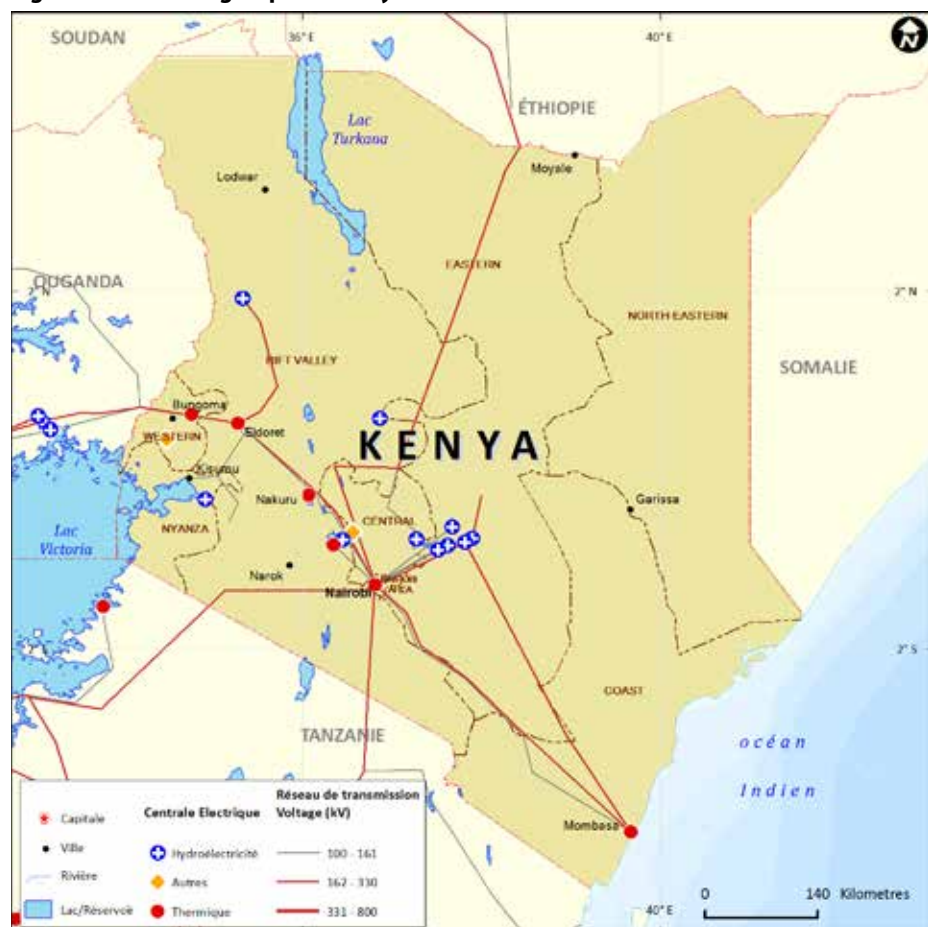 SOUDAN
36° E
40° E
N
ÉTHIOPIE
Lac
Turkana
Moyale
Lodwar
EASTERN
OUGANDA
2° N
2° N
NORTH EASTERN
RIFT VALLEY
SOMALIE
Bungoma
WESTERN
Eldoret
KENYA
Kisumu
Nakuru
Garissa
CENTRAL
NYANZA
Lac
Victoria
Narok
Nairobi
AREA
2° S
2° S
COAST
TANZANIE
océan
Indien
Mombasa
Capitale
Ville
Rivière
Lac/Réservoir
Centrale Electrique
Hydroélectricité
Autres
Thermique
Réseau de transmission
Voltage (kV)
100 - 161
162 - 330
331 - 800
0 140 Kilometres
40° E